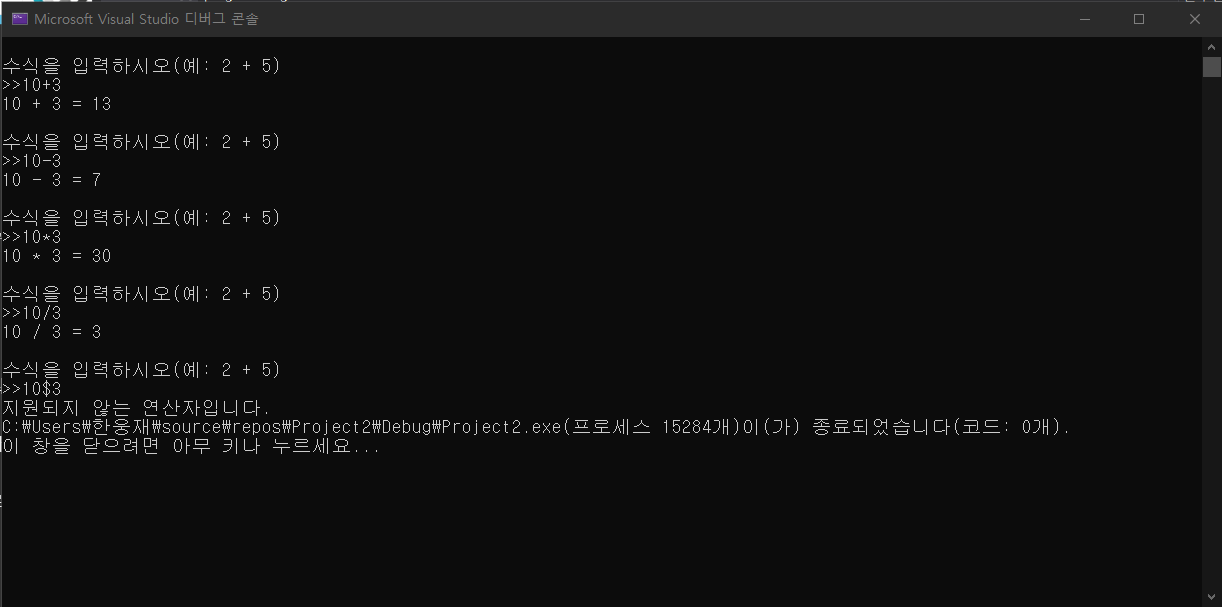 Microsoft Visual Studio 디버그 콘솔
수식을 입력하시오(예: 2 + 5)
>>10+3
10 + 3 = 13
수식을 입력하시오(예: 2 + 5)
>>10-3
10 - 3 = 7
수식을 입력하시오(예: 2 + 5)
>>10*3
10 * 3 = 30
수식을 입력하시오(예: 2 + 5)
>>10/3
10 / 3 = 3
수식을 입력하시오(예: 2 + 5)
>>10$3
지원되지 않는 연산자입니다.
C:\Users\한웅재\source\repos\Project2\Debug\Project2.exe(프로세스 15284개)이(가) 종료되었습니다(코드: 0개).
이 창을 닫으려면 아무 키나 누르세요...